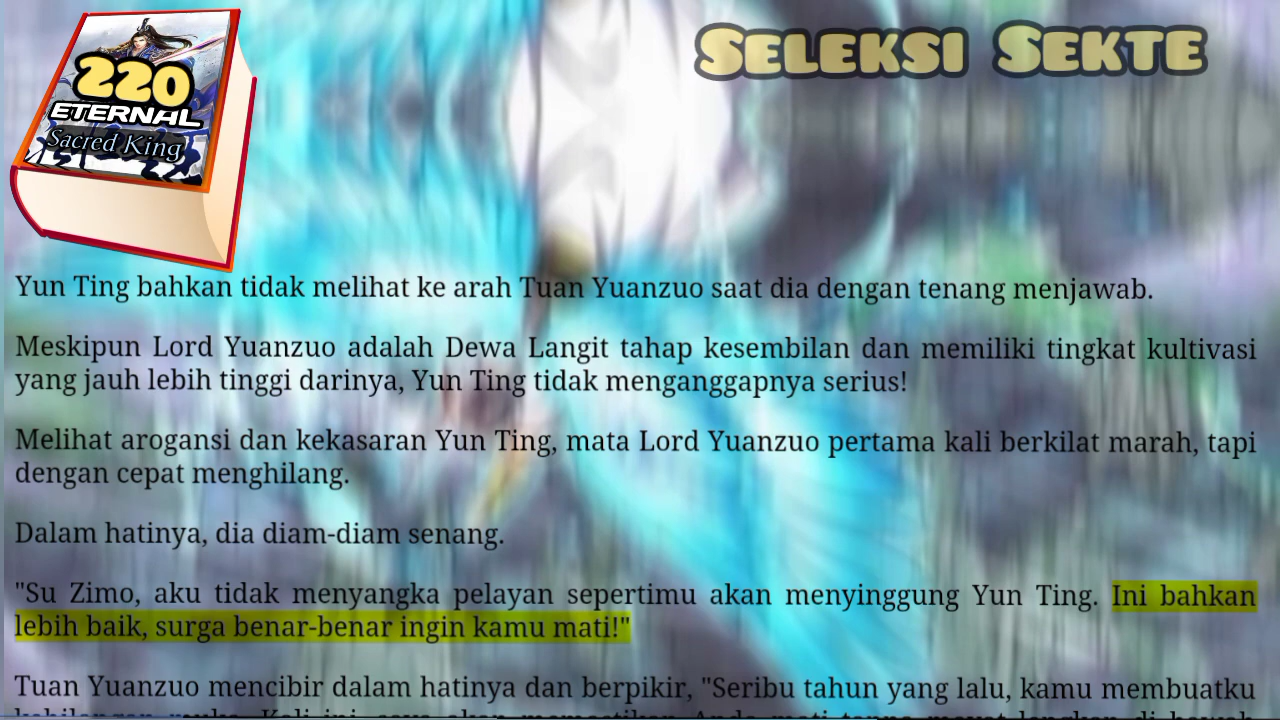 SELEKSI SEKTE
220
ETERNAL
Sacred King
Yun Ting bahkan tidak melihat ke arah Tuan Yuanzuo saat dia dengan tenang menjawab.
Meskipun Lord Yuanzuo adalah Dewa Langit tahap kesembilan dan memiliki tingkat kultivasi
yang jauh lebih tinggi darinya, Yun Ting tidak menganggapnya serius!
Melihat arogansi dan kekasaran Yun Ting, mata Lord Yuanzuo pertama kali berkilat marah, tapi
dengan cepat menghilang.
Dalam hatinya, dia diam-diam senang.
"Su Zimo, aku tidak menyangka pelayan sepertimu akan menyinggung Yun Ting. Ini bahkan
lebih baik, surga benar-benar ingin kamu mati!"
Tuan Yuanzuo mencibir dalam hatinya dan berpikir, "Seribu tahun yang lalu, kamu membuatku